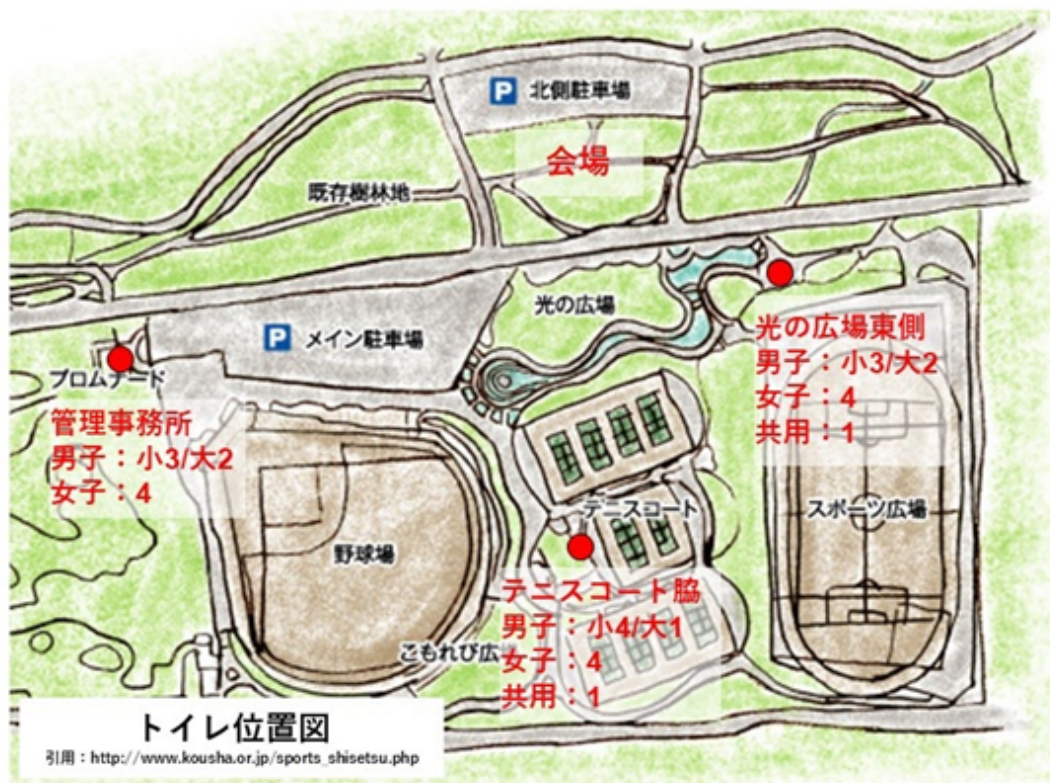 P 北側駐車場
会場
既存樹林地
光の広場
P メイン駐車場
光の広場東側
男子：小3/大2
女子：4
共用：1
プロムナード
管理事務所
男子：小3/大2
女子：4
テニスコート
スポーツ広場
野球場
テニスコート脇
男子：小4/大1
女子：4
共用：1
こもれび広場
トイレ位置図
引用：http://www.kousha.or.jp/sports_shisetsu.php